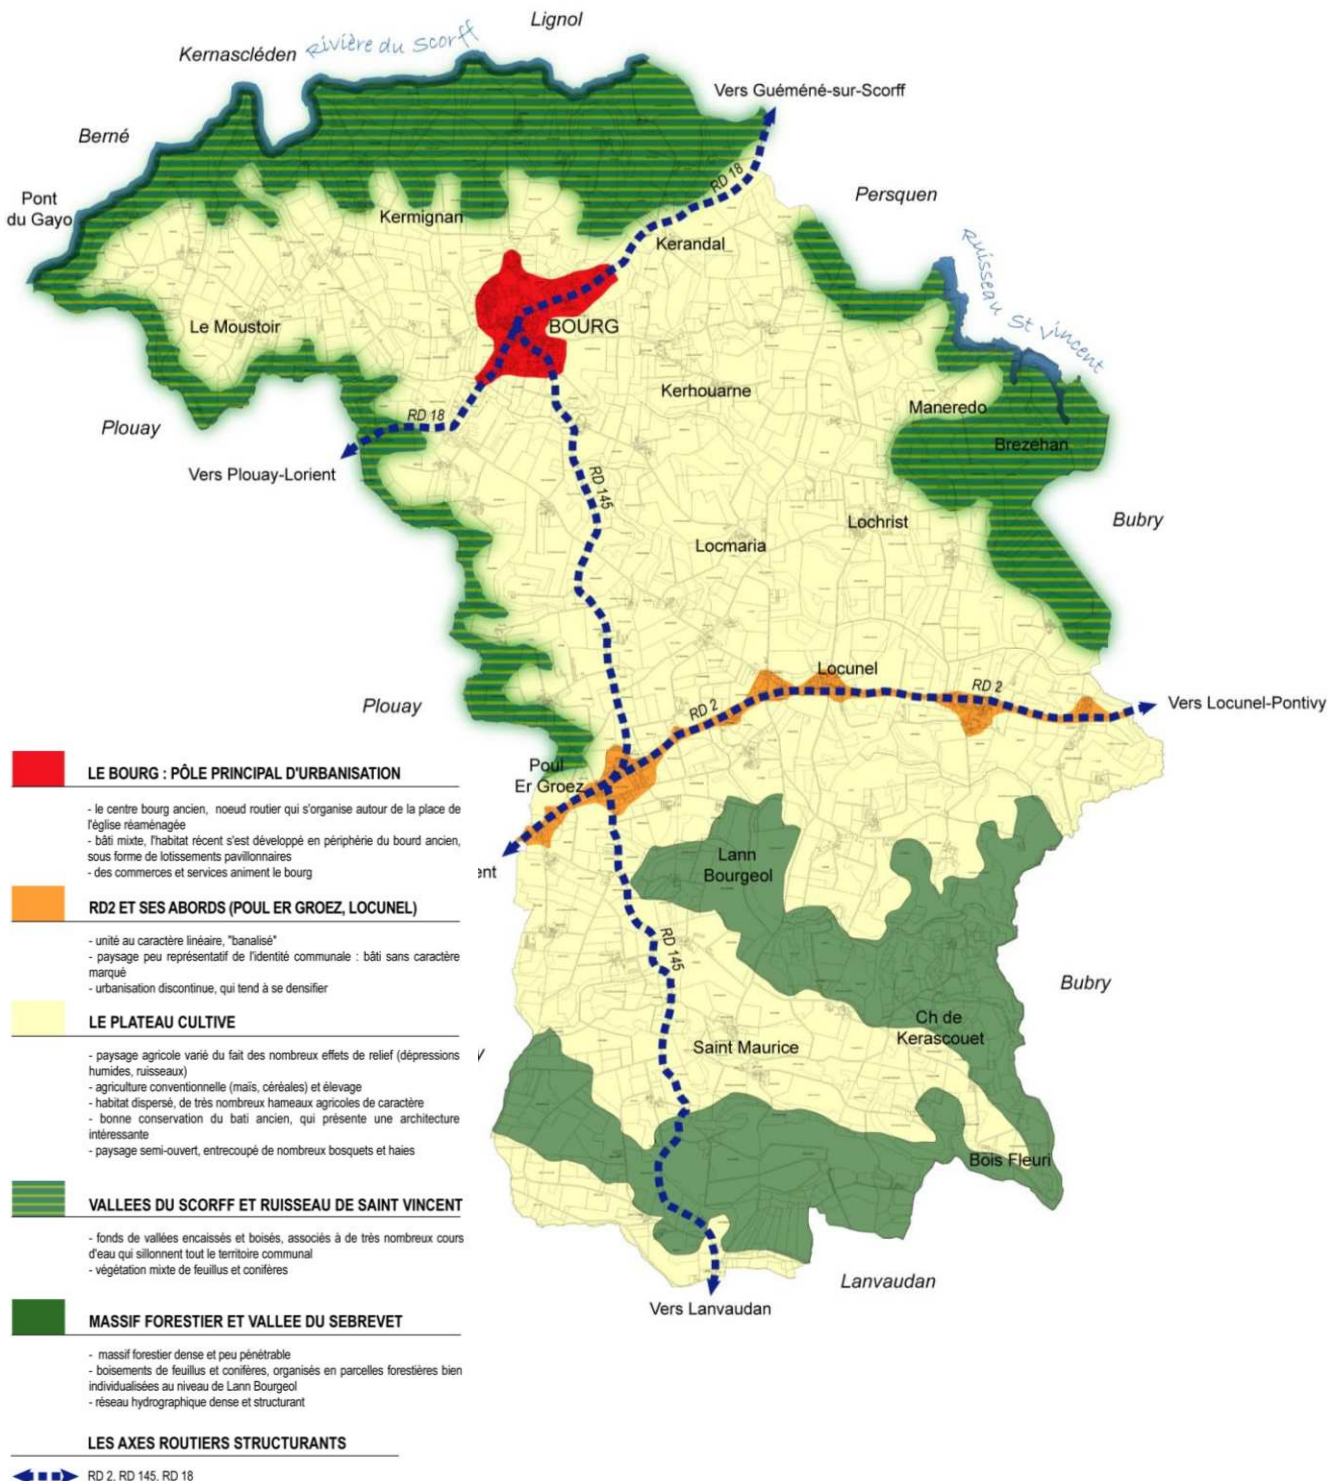 Lignol
Kernascléden
Rivière du Scorff
Vers Guéméné-sur-Scorff
Berné
Pont
du Gayo
RD 18
Persquen
Kermignan
Kerandal
Ruisseau St Vincent
Le Moustoir
BOURG
Kerhouarne
Maneredo
Plouay
RD 18
Brezehan
Vers Plouay-Lorient
RD 145
Lochrist
Bubry
Locmaria
Locunel
RD 2
Plouay
RD 2
Vers Locunel-Pontivy
Poul
Er Groez
Lann
Bourgeol
ent
RD 145
Bubry
Ch de
Kerascouet
Saint Maurice
y
Bois Fleuri
Lanvaudan
Vers Lanvaudan
LE BOURG : PÔLE PRINCIPAL D'URBANISATION
- le centre bourg ancien, noeud routier qui s'organise autour de la place de
l'église réaménagée
- bâti mixte, l'habitat récent s'est développé en périphérie du bourd ancien,
sous forme de lotissements pavillonnaires
- des commerces et services animent le bourg
RD2 ET SES ABORDS (POUL ER GROEZ, LOCUNEL)
- unité au caractère linéaire, "banalisé"
- paysage peu représentatif de l'identité communale : bâti sans caractère
marqué
- urbanisation discontinue, qui tend à se densifier
LE PLATEAU CULTIVE
- paysage agricole varié du fait des nombreux effets de relief (dépressions
humides, ruisseaux)
- agriculture conventionnelle (maïs, céréales) et élevage
- habitat dispersé, de très nombreux hameaux agricoles de caractère
- bonne conservation du bati ancien, qui présente une architecture
intéressante
- paysage semi-ouvert, entrecoupé de nombreux bosquets et haies
VALLEES DU SCORFF ET RUISSEAU DE SAINT VINCENT
- fonds de vallées encaissés et boisés, associés à de très nombreux cours
d'eau qui sillonnent tout le territoire communal
- végétation mixte de feuillus et conifères
MASSIF FORESTIER ET VALLEE DU SEBREVET
- massif forestier dense et peu pénétrable
- boisements de feuillus et conifères, organisés en parcelles forestières bien
individualisées au niveau de Lann Bourgeol
- réseau hydrographique dense et structurant
LES AXES ROUTIERS STRUCTURANTS
RD 2, RD 145, RD 18